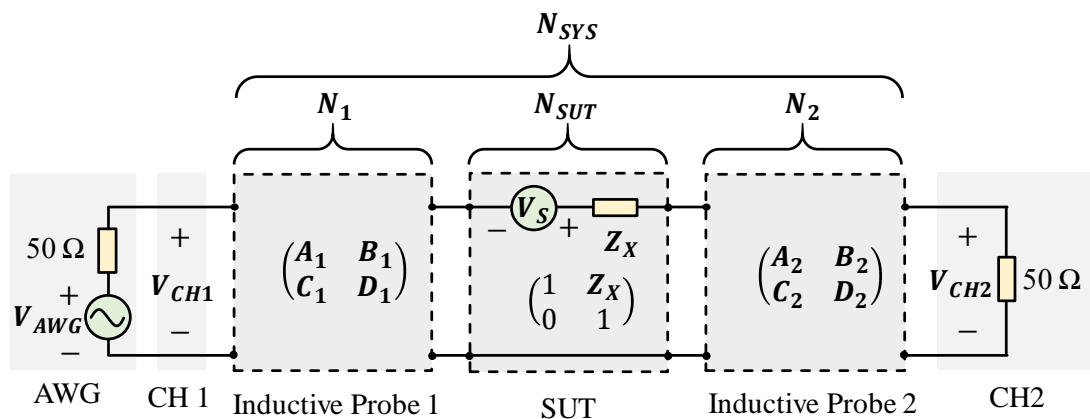 N_SYS
N_1 N_SUT N_2
50 Ω + V_AWG −
+ V_CH1 −
(A_1 B_1
C_1 D_1)
− V_S + Z_X
(1 Z_X
0 1)
(A_2 B_2
C_2 D_2)
+ V_CH2 − 50 Ω
AWG CH 1 Inductive Probe 1 SUT Inductive Probe 2 CH2